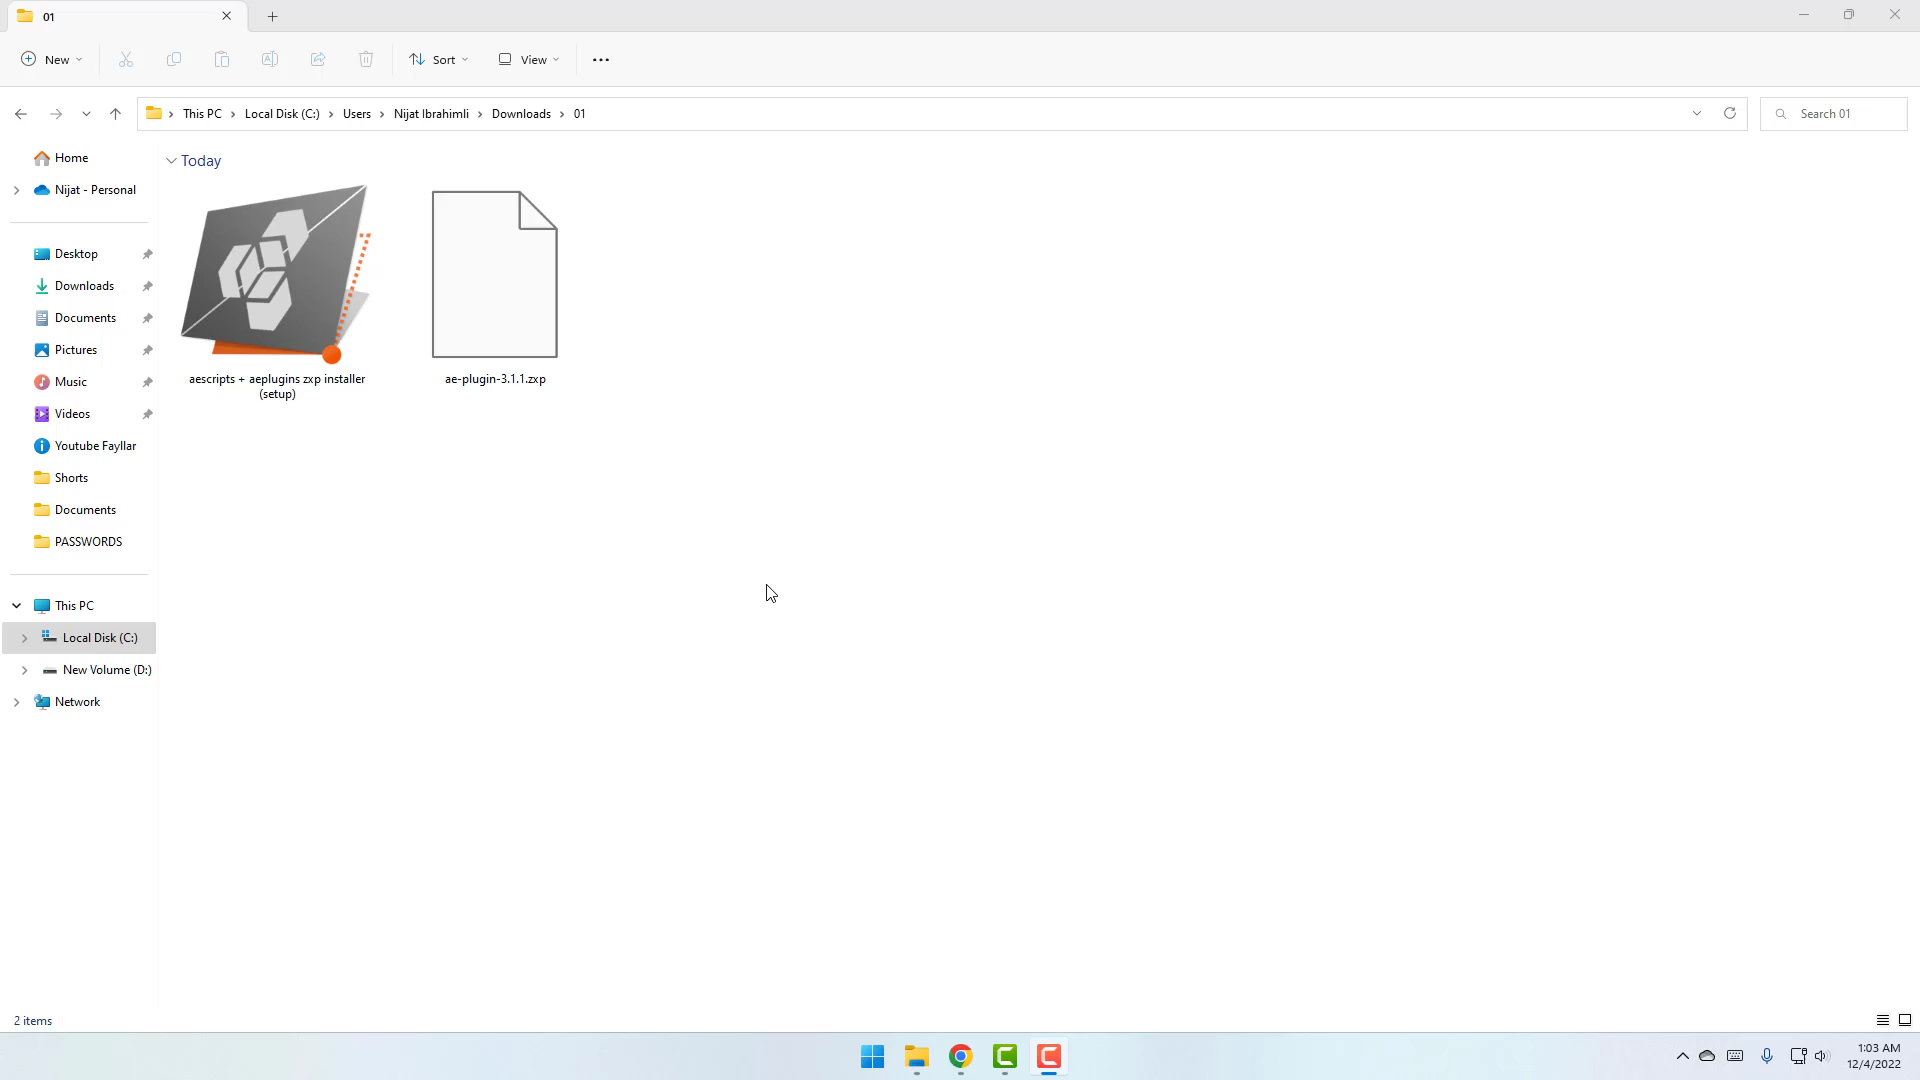 01
New
Sort
View
This PC
Local Disk (C:)
Users
Nijat Ibrahimli
Downloads
01
Search 01
Home
Nijat - Personal
Desktop
Downloads
Documents
Pictures
Music
Videos
Youtube Fayllar
Shorts
Documents
PASSWORDS
This PC
Local Disk (C:)
New Volume (D:)
Network
Today
aescripts + aeplugins zxp installer
(setup)
ae-plugin-3.1.1.zxp
2 items
1:03 AM
12/4/2022